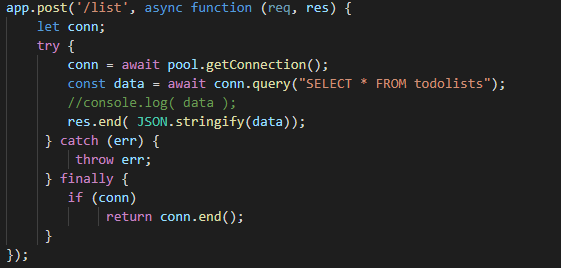 app.post('/list', async function (req, res) {
    let conn;
    try {
        conn = await pool.getConnection();
        const data = await conn.query("SELECT * FROM todolists");
        //console.log( data );
        res.end( JSON.stringify(data));
     } catch (err) {
         throw err;
     } finally {
        if (conn)
             return conn.end();
     }
});